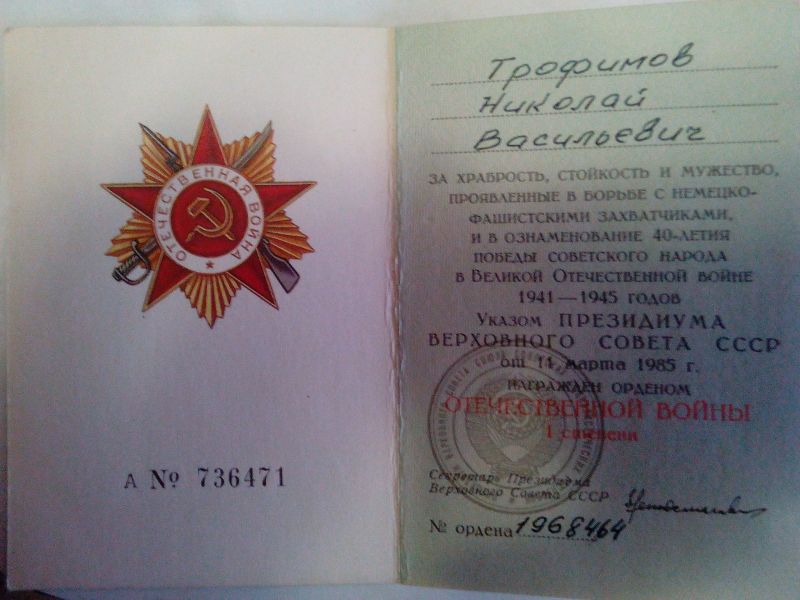 ОТЕЧЕСТВЕННАЯ ВОЙНА
А № 736471
Трофимов
Николай
Васильевич
ЗА ХРАБРОСТЬ, СТОЙКОСТЬ И МУЖЕСТВО,
ПРОЯВЛЕННЫЕ В БОРЬБЕ С НЕМЕЦКО-
ФАШИСТСКИМИ ЗАХВАТЧИКАМИ,
И В ОЗНАМЕНОВАНИЕ 40-ЛЕТИЯ
ПОБЕДЫ СОВЕТСКОГО НАРОДА
В ВЕЛИКОЙ ОТЕЧЕСТВЕННОЙ ВОЙНЕ
1941—1945 ГОДОВ
УКАЗОМ ПРЕЗИДИУМА
ВЕРХОВНОГО СОВЕТА СССР
от 11 марта 1985 г.
НАГРАЖДЕН ОРДЕНОМ
ОТЕЧЕСТВЕННОЙ ВОЙНЫ
I степени
Секретарь Президиума
Верховного Совета СССР
№ ордена 1968464